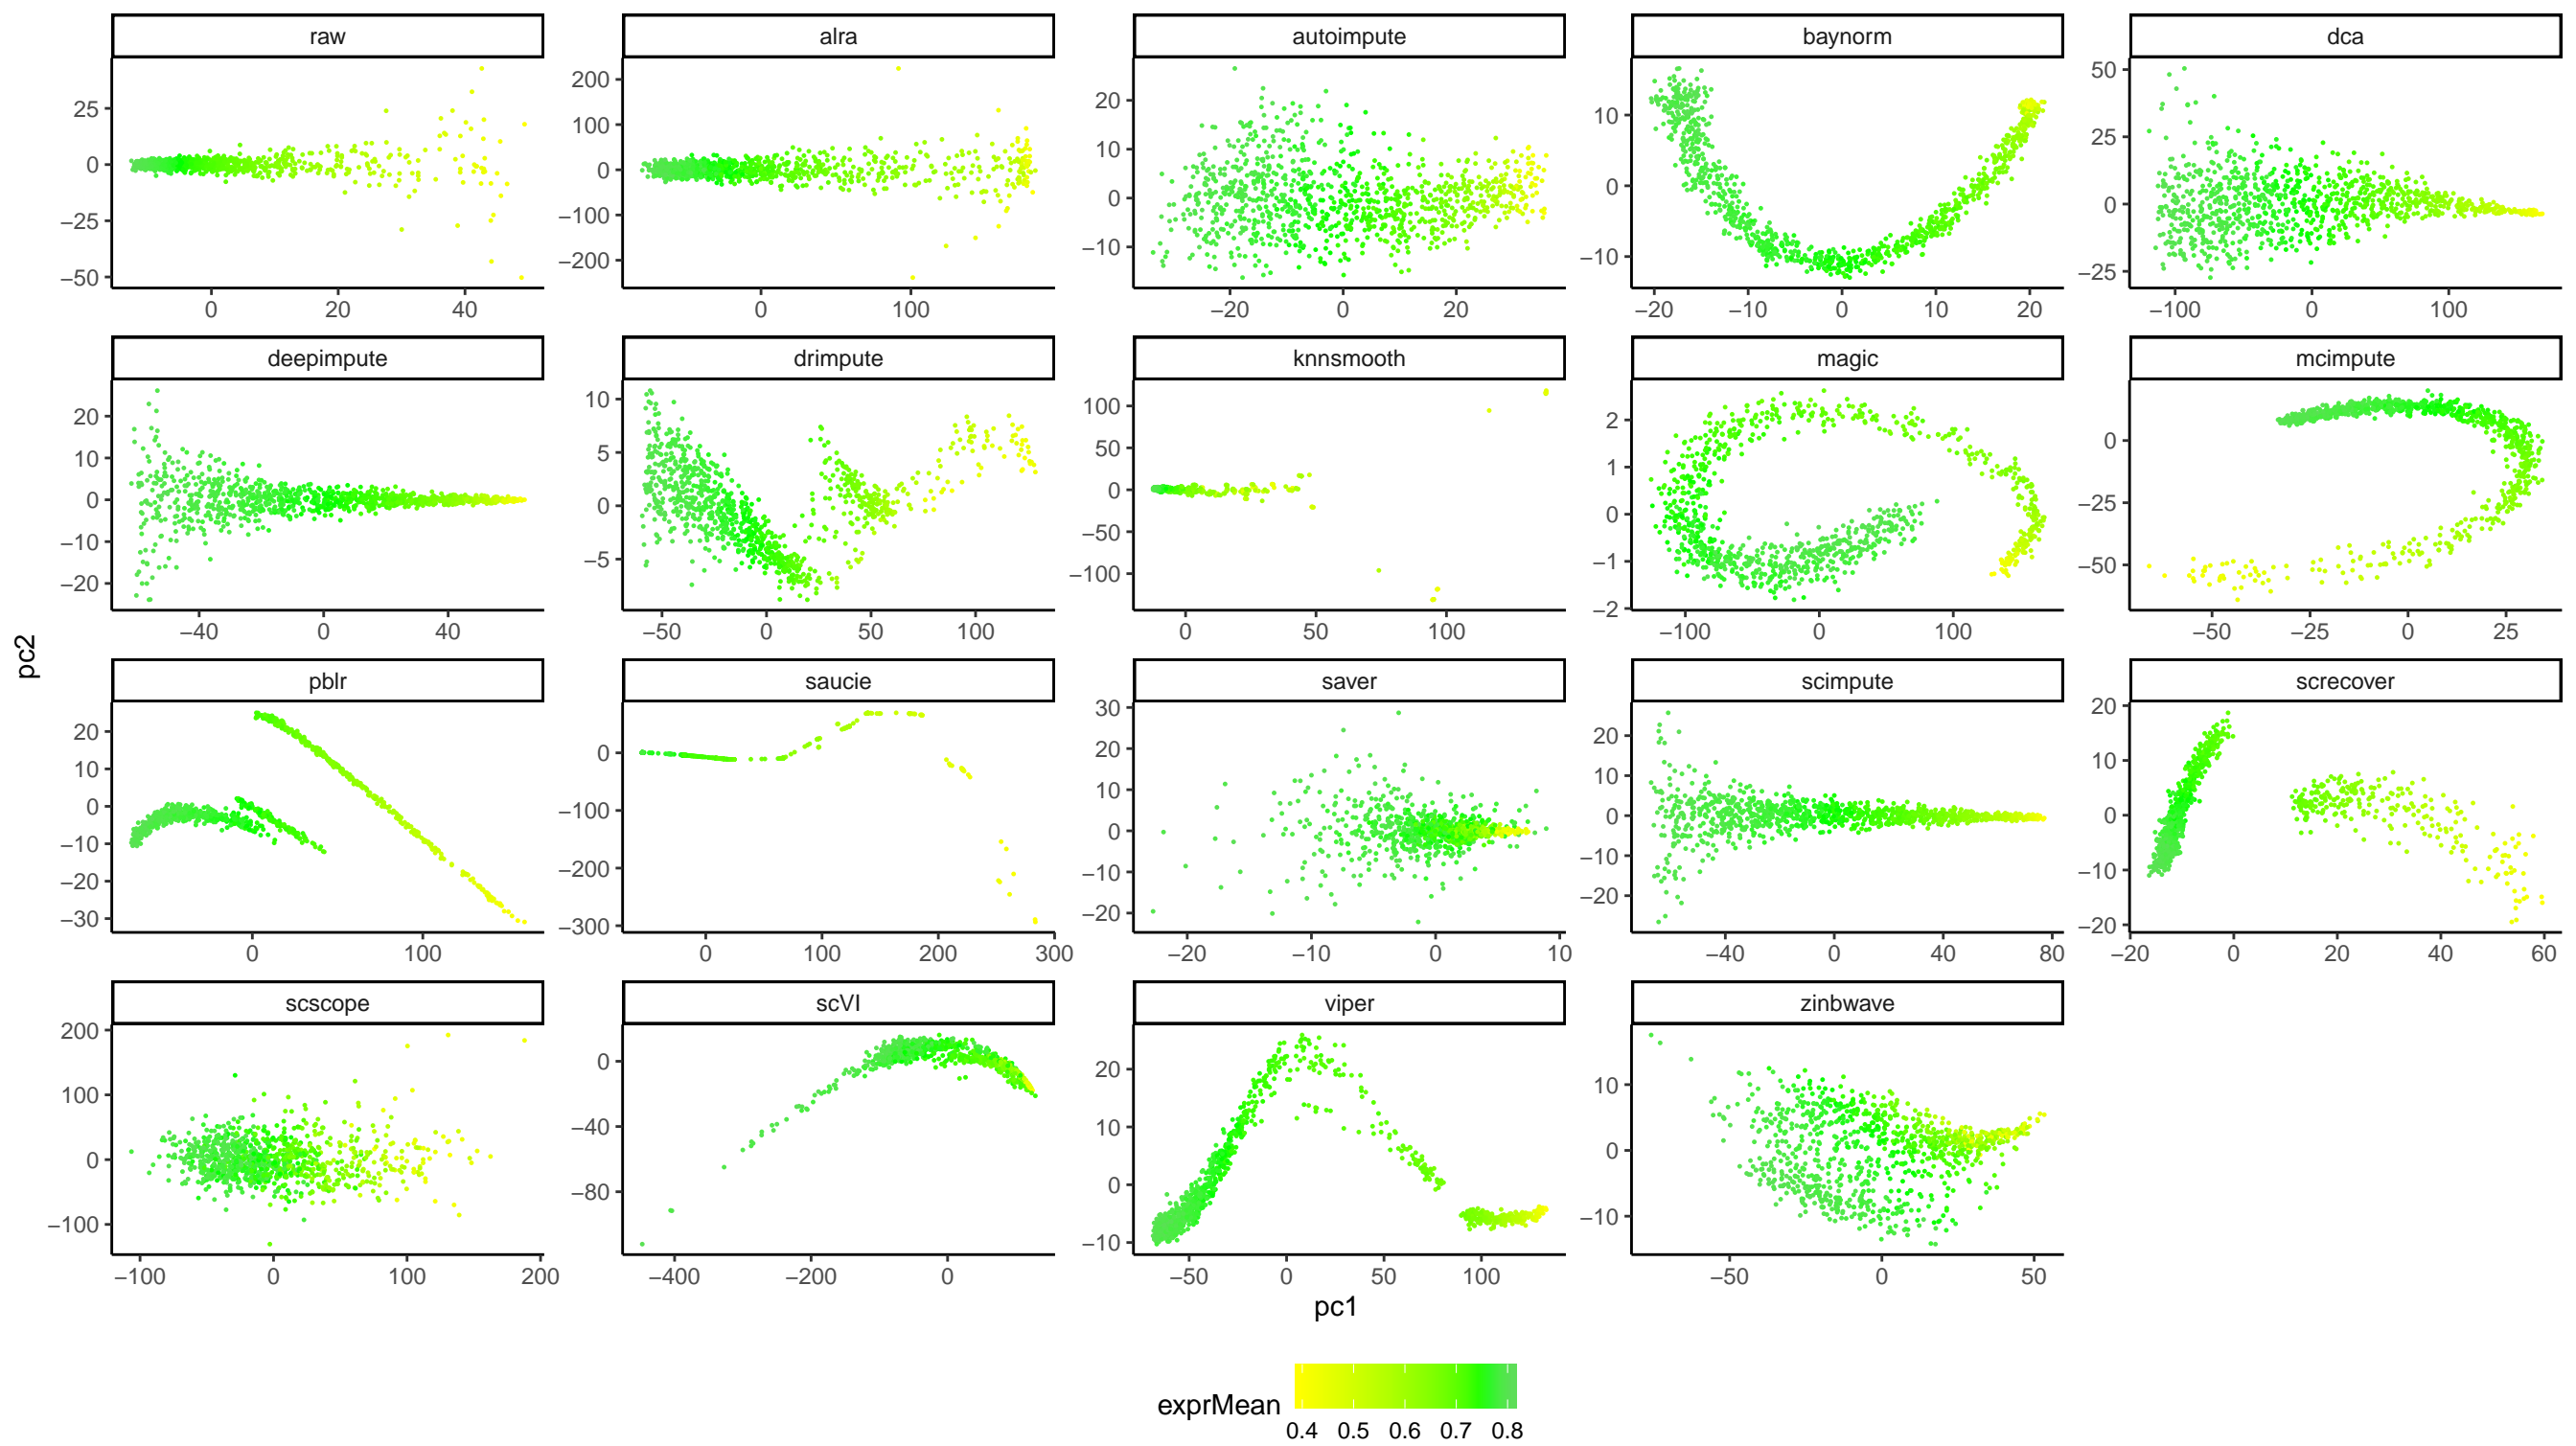 raw alra autoimpute baynorm dca
25 0 −25 −50
0 20 40
200 100 0 −100 −200
0 100
20 10 0 −10
−20 0 20
10 0 −10
−20 −10 0 10 20
50 25 0 −25
−100 0 100
deepimpute drimpute knnsmooth magic mcimpute
20 10 0 −10 −20
−40 0 40
10 5 0 −5
−50 0 50 100
100 50 0 −50 −100
0 50 100
2 1 0 −1 −2
−100 0 100
0 −25 −50
−50 −25 0 25
pc2
pblr saucie saver scimpute screcover
20 10 0 −10 −20 −30
0 100
0 −100 −200 −300
0 100 200 300
30 20 10 0 −10 −20
−20 −10 0 10
20 10 0 −10 −20
−40 0 40 80
20 10 0 −10 −20
−20 0 20 40 60
scscope scVI viper zinbwave
200 100 0 −100
−100 0 100 200
0 −40 −80
−400 −200 0
20 10 0 −10
−50 0 50 100
10 0 −10
−50 0 50
pc1
exprMean
0.4 0.5 0.6 0.7 0.8